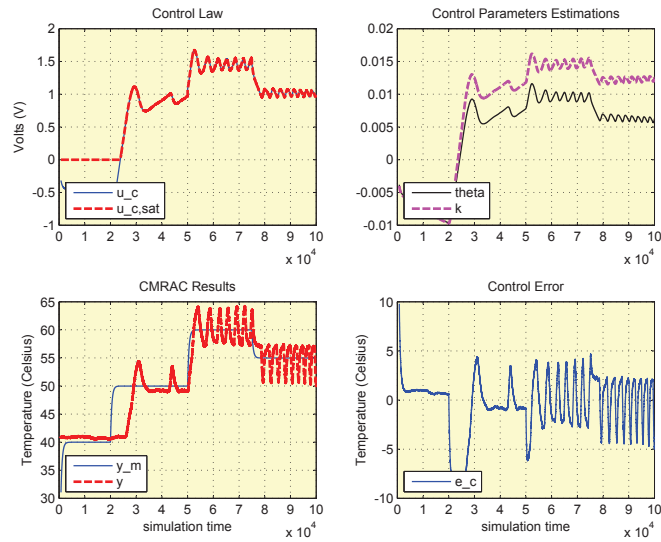 Control Law
Volts (V)
2
1.5
1
0.5
0
-0.5
-1
u_c
u_c,sat
0 1 2 3 4 5 6 7 8 9 10
x 10^4
Control Parameters Estimations
0.02
0.015
0.01
0.005
0
-0.005
-0.01
theta
k
0 1 2 3 4 5 6 7 8 9 10
x 10^4
CMRAC Results
Temperature (Celsius)
65
60
55
50
45
40
35
30
y_m
y
0 1 2 3 4 5 6 7 8 9 10
simulation time
x 10^4
Control Error
Temperature (Celsius)
10
5
0
-5
-10
e_c
0 1 2 3 4 5 6 7 8 9 10
simulation time
x 10^4